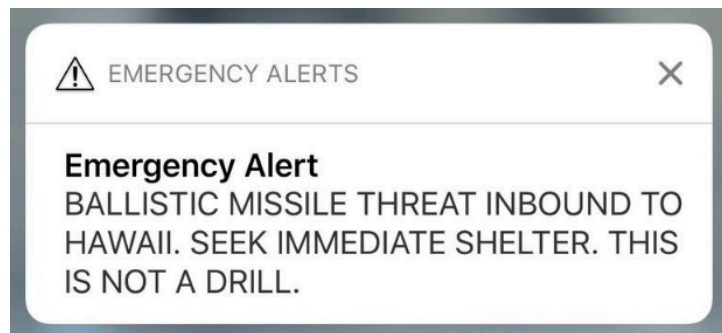 EMERGENCY ALERTS
Emergency Alert
BALLISTIC MISSILE THREAT INBOUND TO
HAWAII. SEEK IMMEDIATE SHELTER. THIS
IS NOT A DRILL.